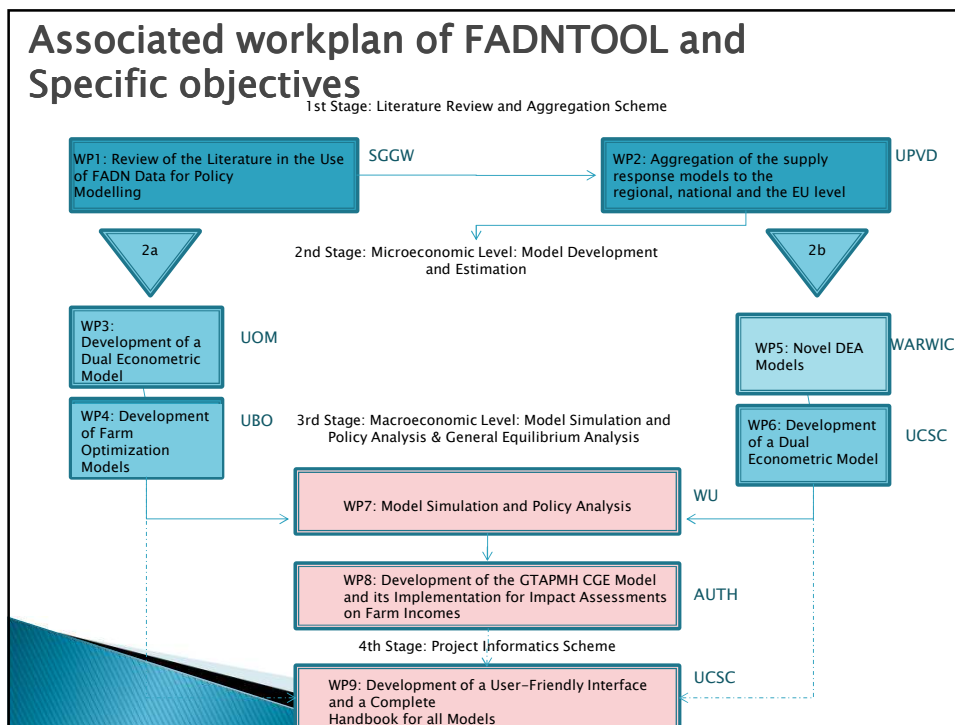 Associated workplan of FADNTOOL and
Specific objectives
1st Stage: Literature Review and Aggregation Scheme
WP1: Review of the Literature in the Use
of FADN Data for Policy
Modelling
SGGW
WP2: Aggregation of the supply
response models to the
regional, national and the EU level
UPVD
2a
2nd Stage: Microeconomic Level: Model Development
and Estimation
2b
WP3:
Development of a
Dual Econometric
Model
UOM
WP5: Novel DEA
Models
WARWIC
WP4: Development
of Farm
Optimization
Models
UBO
3rd Stage: Macroeconomic Level: Model Simulation and
Policy Analysis & General Equilibrium Analysis
WP6: Development
of a Dual
Econometric Model
UCSC
WP7: Model Simulation and Policy Analysis
WU
WP8: Development of the GTAPMH CGE Model
and its Implementation for Impact Assessments
on Farm Incomes
AUTH
4th Stage: Project Informatics Scheme
WP9: Development of a User-Friendly Interface
and a Complete
Handbook for all Models
UCSC